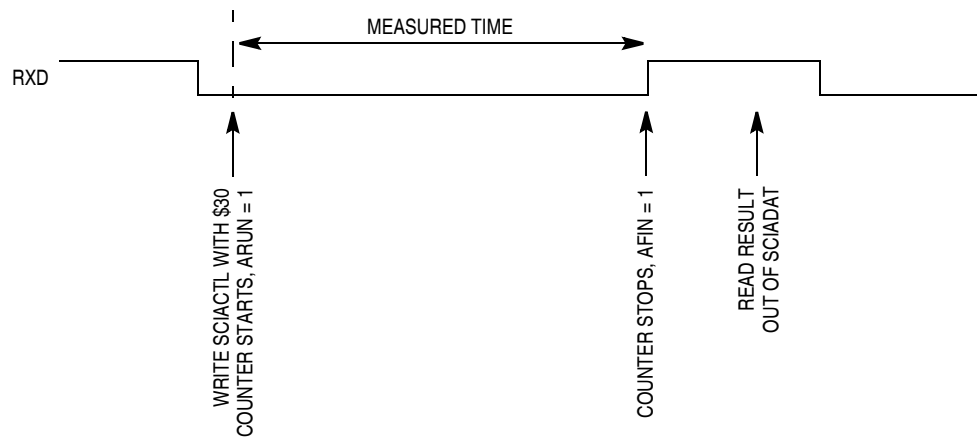 MEASURED TIME
RXD
WRITE SCIACTL WITH $30
COUNTER STARTS, ARUN = 1
COUNTER STOPS, AFIN = 1
READ RESULT
OUT OF SCIADAT